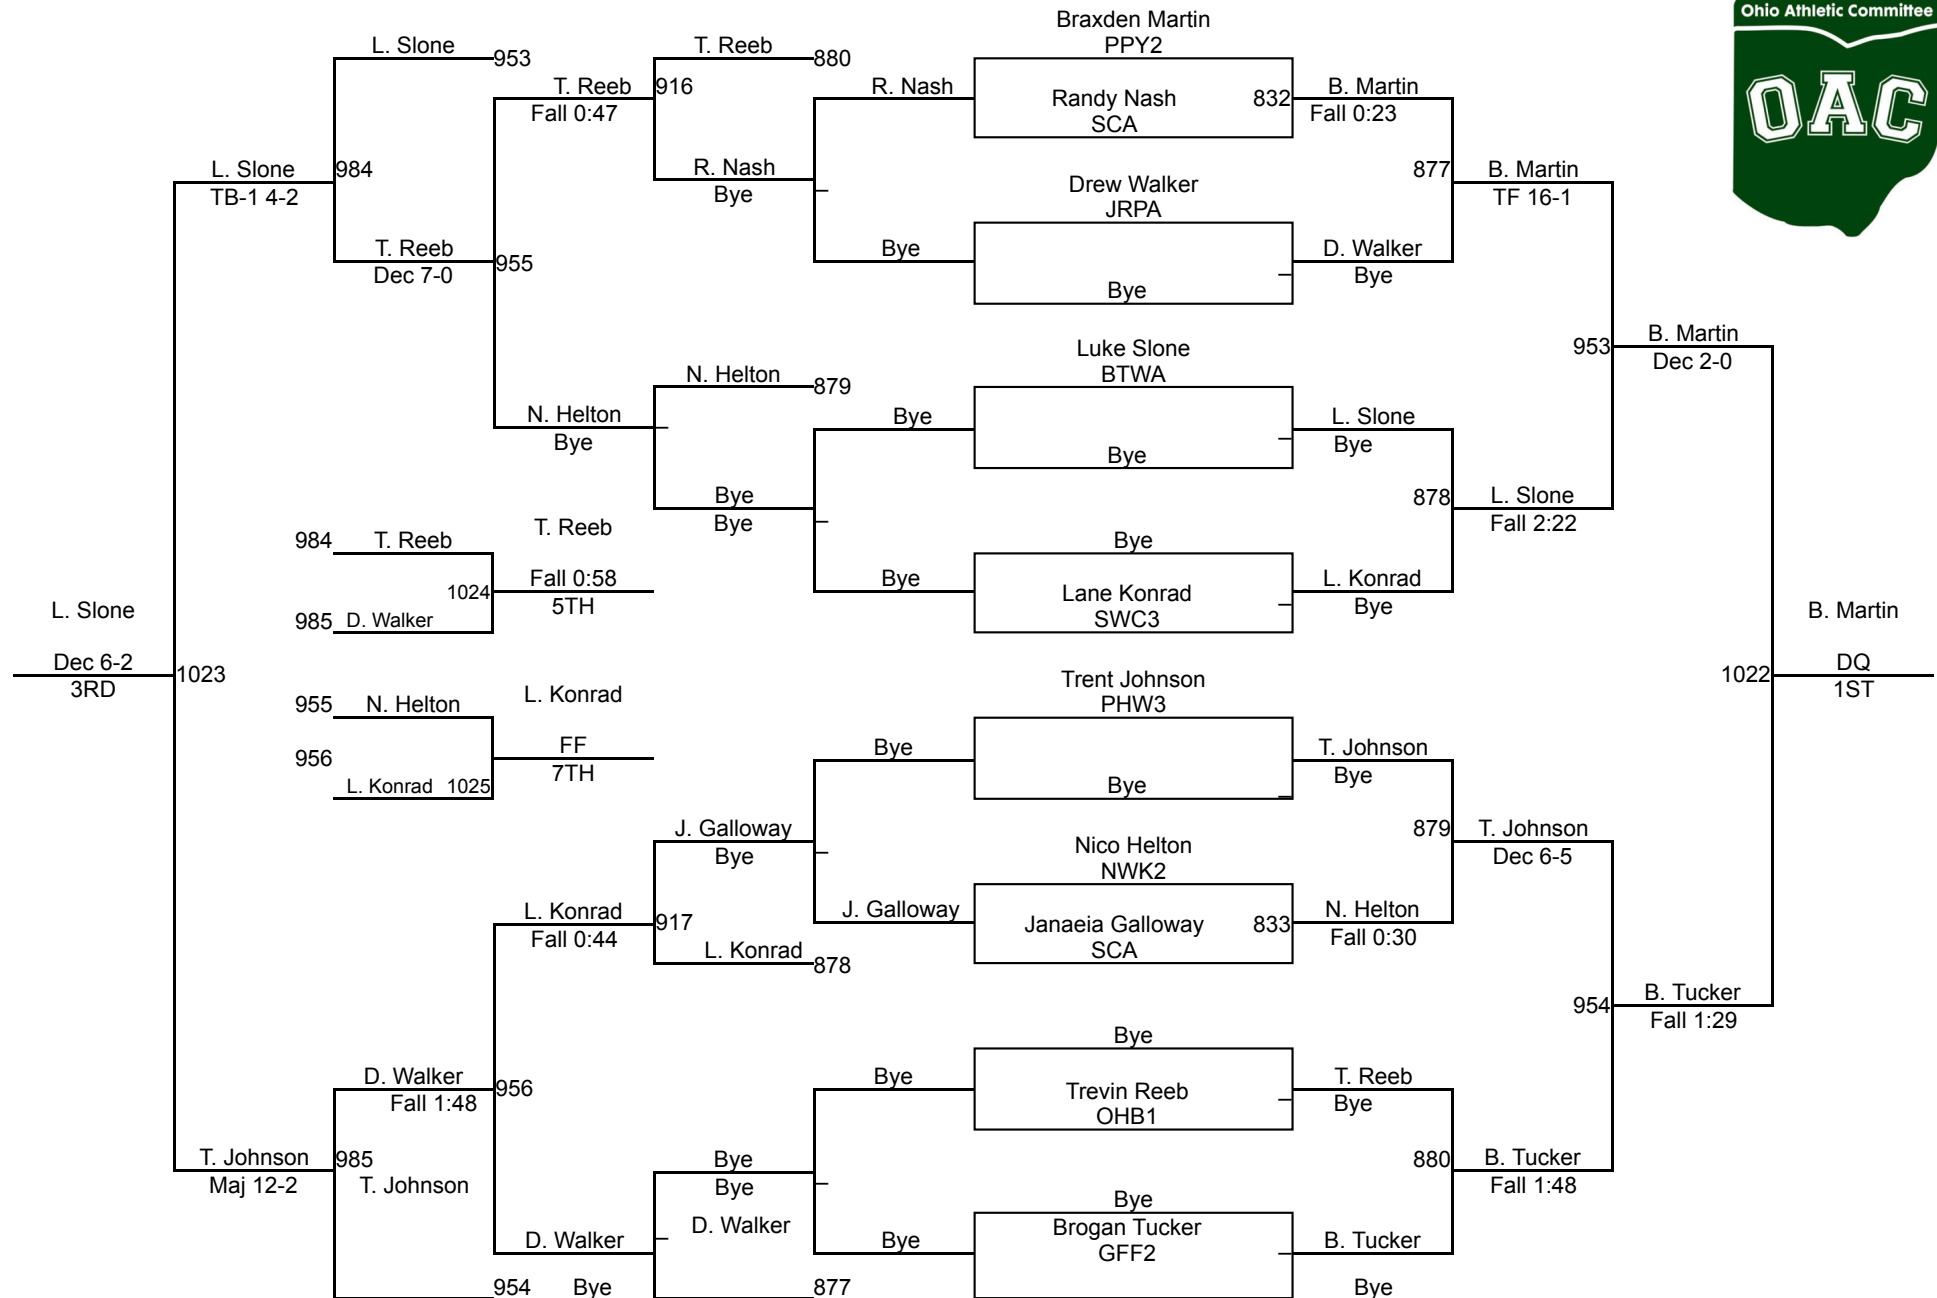 Ohio Athletic Committee
OAC
Braxden Martin
PPY2
L. Slone
953
T. Reeb
880
T. Reeb
916
Fall 0:47
R. Nash
Randy Nash
SCA
832
B. Martin
Fall 0:23
L. Slone
984
TB-1 4-2
R. Nash
Bye
Drew Walker
JRPA
877
B. Martin
TF 16-1
T. Reeb
Dec 7-0
955
Bye
Bye
D. Walker
Bye
Luke Slone
BTWA
953
B. Martin
Dec 2-0
N. Helton
879
N. Helton
Bye
Bye
Bye
L. Slone
Bye
Bye
Bye
878
L. Slone
Fall 2:22
984
T. Reeb
T. Reeb
Bye
1024
Fall 0:58
5TH
Bye
Lane Konrad
SWC3
L. Konrad
Bye
985
D. Walker
L. Slone
B. Martin
Dec 6-2
3RD
1023
1022
DQ
1ST
955
N. Helton
L. Konrad
Trent Johnson
PHW3
956
FF
7TH
L. Konrad
1025
Bye
Bye
T. Johnson
Bye
J. Galloway
Bye
Nico Helton
NWK2
879
T. Johnson
Dec 6-5
L. Konrad
Fall 0:44
917
J. Galloway
Janaeia Galloway
SCA
833
N. Helton
Fall 0:30
L. Konrad
878
954
B. Tucker
Fall 1:29
Bye
D. Walker
Fall 1:48
956
Bye
Trevin Reeb
OHB1
T. Reeb
Bye
T. Johnson
Maj 12-2
985
T. Johnson
Bye
Bye
880
B. Tucker
Fall 1:48
Bye
D. Walker
D. Walker
Bye
Brogan Tucker
GFF2
B. Tucker
954
Bye
877
Bye